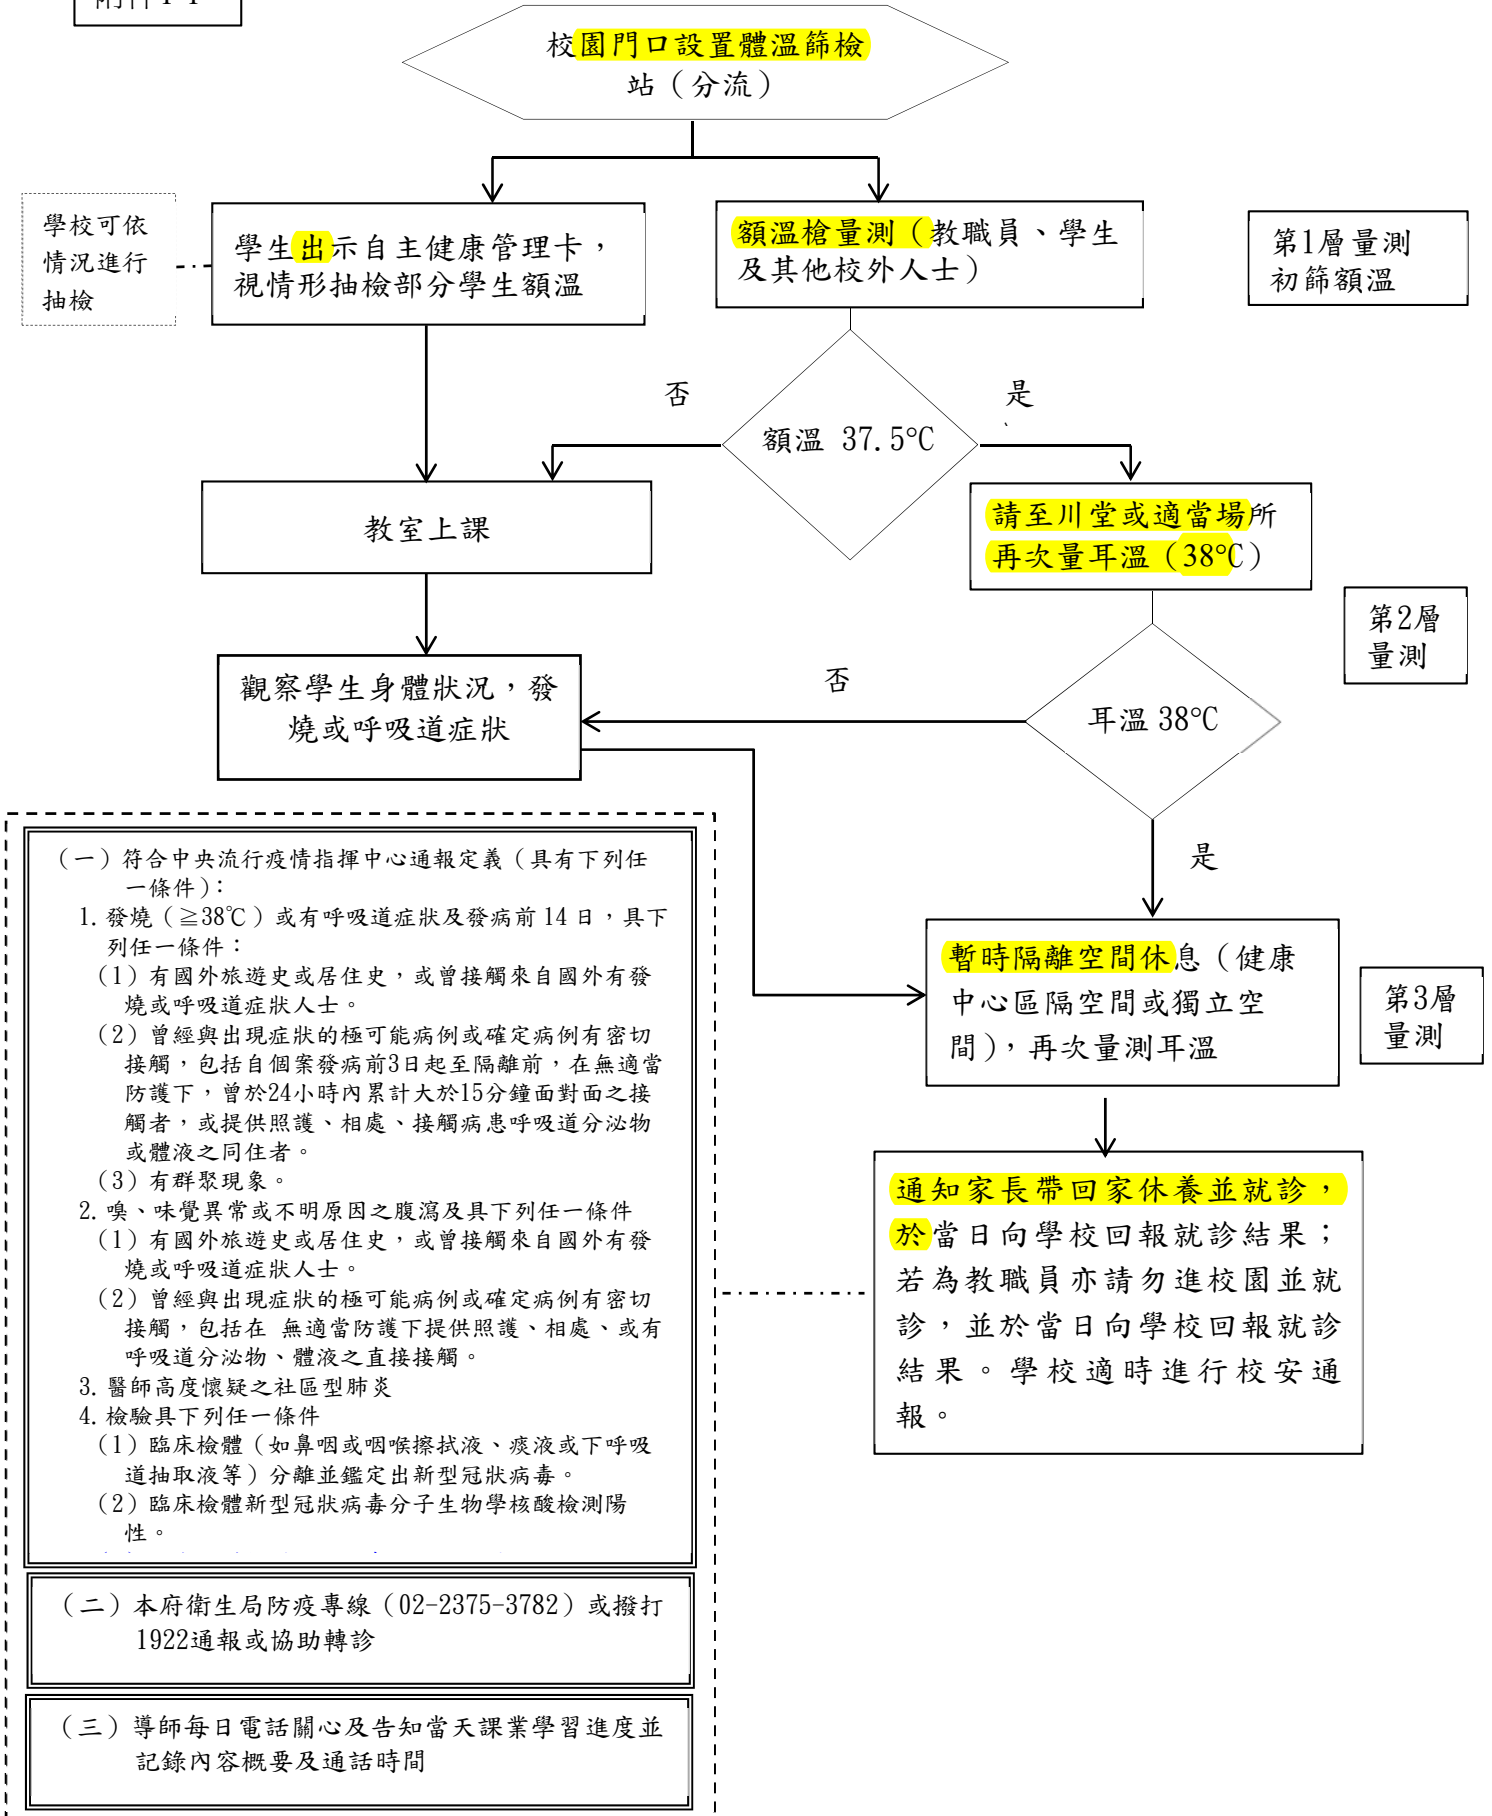 校園門口設置體溫篩檢
站（分流）
學校可依
情況進行
抽檢
學生出示自主健康管理卡，
視情形抽檢部分學生額溫
額溫槍量測（教職員、學生
及其他校外人士）
第1層量測
初篩額溫
否
是
額溫 37.5°C
教室上課
請至川堂或適當場所
再次量耳溫（38°C）
第2層
量測
觀察學生身體狀況，發
燒或呼吸道症狀
否
耳溫 38°C
是
（一）符合中央流行疫情指揮中心通報定義（具有下列任
一條件）：
1. 發燒（≧38℃）或有呼吸道症狀及發病前 14 日，具下
列任一條件：
（1）有國外旅遊史或居住史，或曾接觸來自國外有發
燒或呼吸道症狀人士。
（2）曾經與出現症狀的極可能病例或確定病例有密切
接觸，包括自個案發病前3日起至隔離前，在無適當
防護下，曾於24小時內累計大於15分鐘面對面之接
觸者，或提供照護、相處、接觸病患呼吸道分泌物
或體液之同住者。
（3）有群聚現象。
2. 嗅、味覺異常或不明原因之腹瀉及具下列任一條件
（1）有國外旅遊史或居住史，或曾接觸來自國外有發
燒或呼吸道症狀人士。
（2）曾經與出現症狀的極可能病例或確定病例有密切
接觸，包括在 無適當防護下提供照護、相處、或有
呼吸道分泌物、體液之直接接觸。
3. 醫師高度懷疑之社區型肺炎
4. 檢驗具下列任一條件
（1）臨床檢體（如鼻咽或咽喉擦拭液、痰液或下呼吸
道抽取液等）分離並鑑定出新型冠狀病毒。
（2）臨床檢體新型冠狀病毒分子生物學核酸檢測陽
性。
暫時隔離空間休息（健康
中心區隔空間或獨立空
間），再次量測耳溫
第3層
量測
通知家長帶回家休養並就診，
於當日向學校回報就診結果；
若為教職員亦請勿進校園並就
診，並於當日向學校回報就診
結果。學校適時進行校安通
報。
（二）本府衛生局防疫專線（02-2375-3782）或撥打
1922通報或協助轉診
（三）導師每日電話關心及告知當天課業學習進度並
記錄內容概要及通話時間